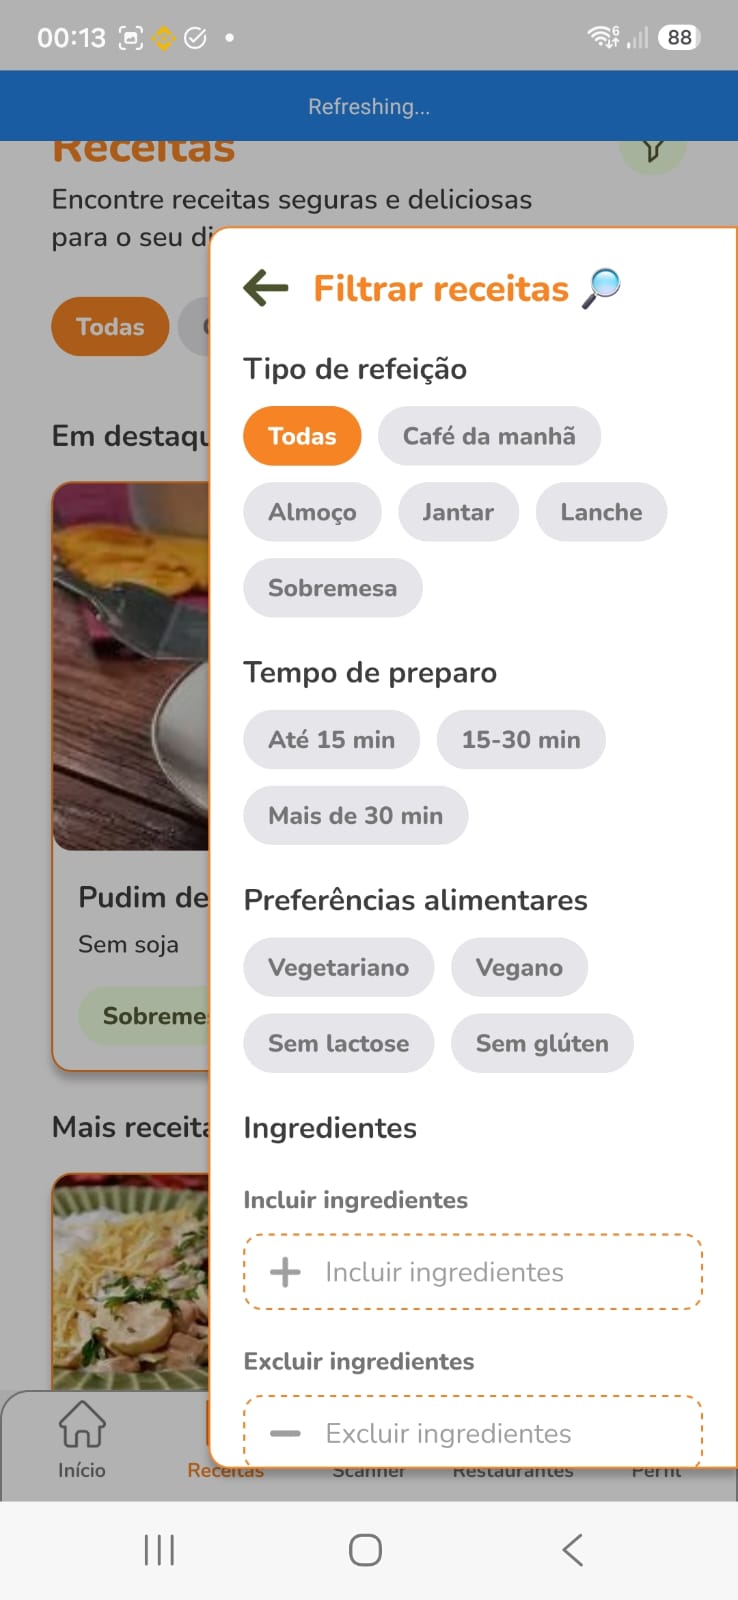 00:13
88
Refreshing...
Receitas
Encontre receitas seguras e deliciosas
para o seu di
Todas
Em destaqu
Pudim de
Sem soja
Sobreme
Mais receita
Filtrar receitas
Tipo de refeição
Todas
Café da manhã
Almoço
Jantar
Lanche
Sobremesa
Tempo de preparo
Até 15 min
15-30 min
Mais de 30 min
Preferências alimentares
Vegetariano
Vegano
Sem lactose
Sem glúten
Ingredientes
Incluir ingredientes
Incluir ingredientes
Excluir ingredientes
Excluir ingredientes
Início
Receitas
Scanner
Restaurantes
Perfil